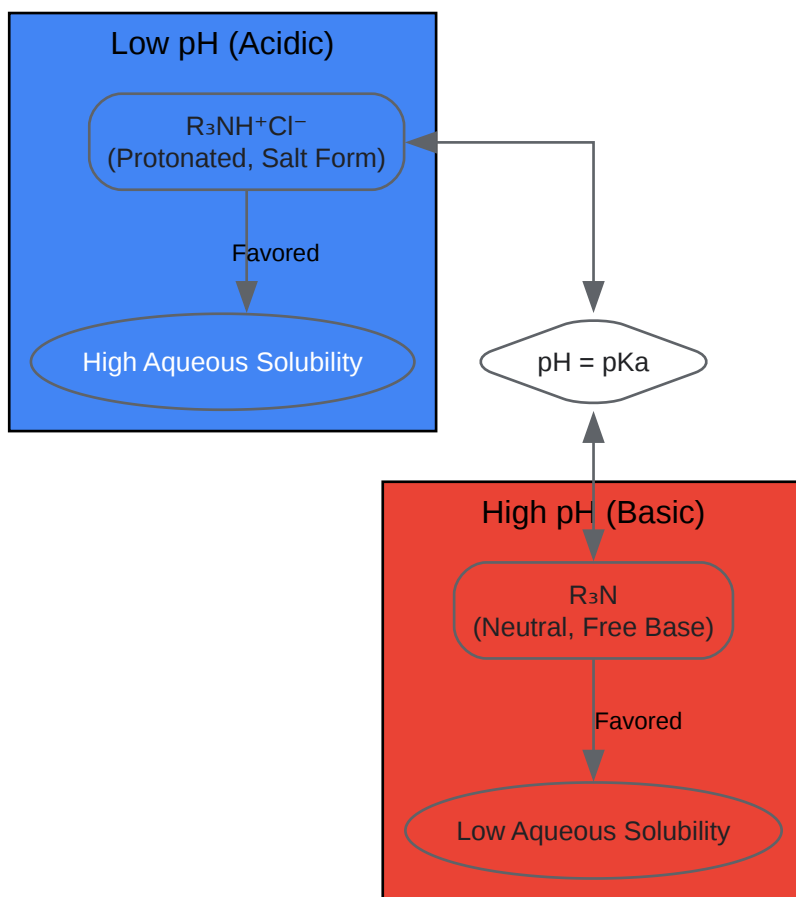 Low pH (Acidic)
R₃NH⁺Cl⁻
(Protonated, Salt Form)
Favored
High Aqueous Solubility
pH = pKa
High pH (Basic)
R₃N
(Neutral, Free Base)
Favored
Low Aqueous Solubility